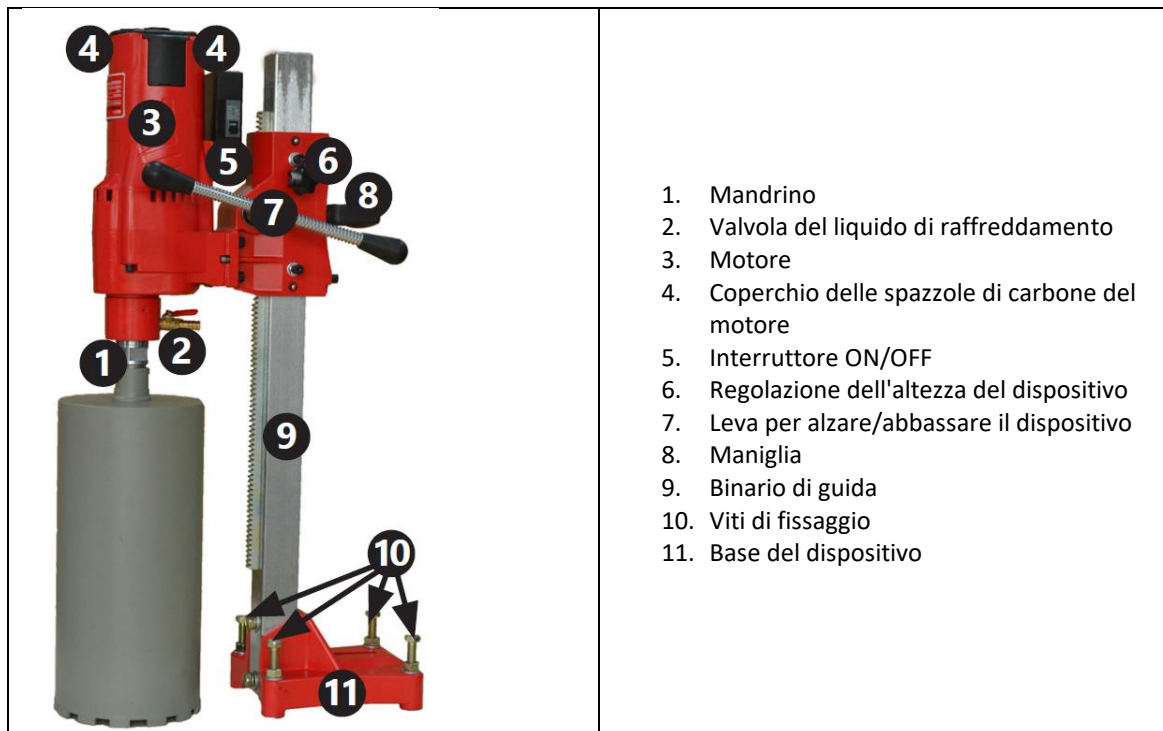 4 4
3
5 6
8
7
1 2
9
10
11
1. Mandrino
2. Valvola del liquido di raffreddamento
3. Motore
4. Coperchio delle spazzole di carbone del
motore
5. Interruttore ON/OFF
6. Regolazione dell'altezza del dispositivo
7. Leva per alzare/abbassare il dispositivo
8. Maniglia
9. Binario di guida
10. Viti di fissaggio
11. Base del dispositivo